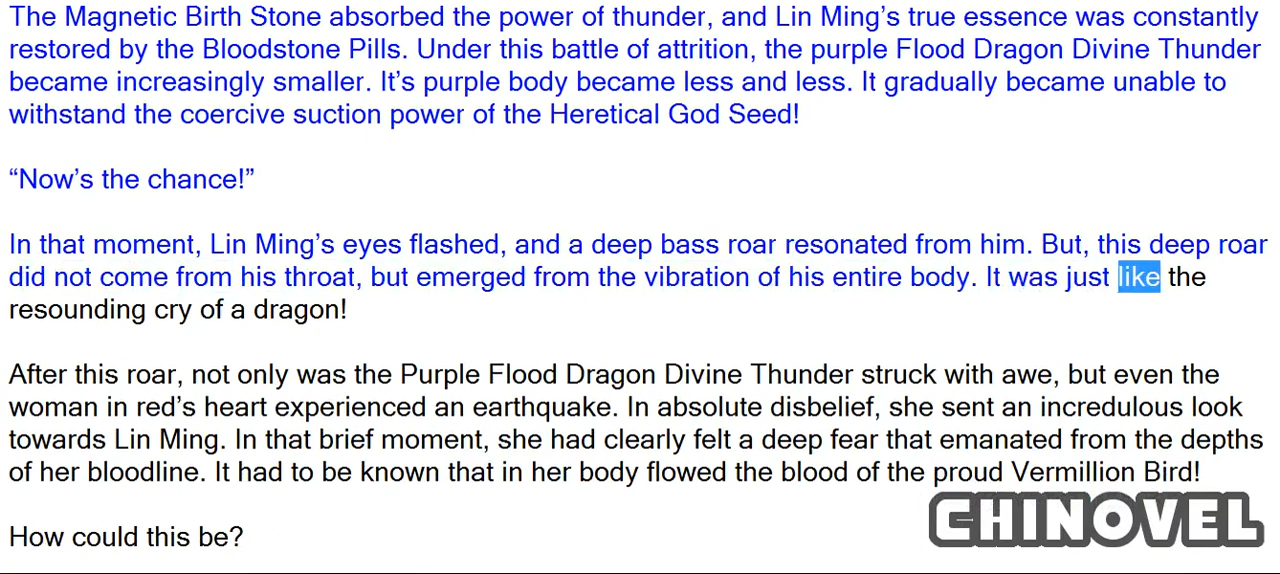 The Magnetic Birth Stone absorbed the power of thunder, and Lin Ming’s true essence was constantly
restored by the Bloodstone Pills. Under this battle of attrition, the purple Flood Dragon Divine Thunder
became increasingly smaller. It’s purple body became less and less. It gradually became unable to
withstand the coercive suction power of the Heretical God Seed!
“Now’s the chance!”
In that moment, Lin Ming’s eyes flashed, and a deep bass roar resonated from him. But, this deep roar
did not come from his throat, but emerged from the vibration of his entire body. It was just like the
resounding cry of a dragon!
After this roar, not only was the Purple Flood Dragon Divine Thunder struck with awe, but even the
woman in red’s heart experienced an earthquake. In absolute disbelief, she sent an incredulous look
towards Lin Ming. In that brief moment, she had clearly felt a deep fear that emanated from the depths
of her bloodline. It had to be known that in her body flowed the blood of the proud Vermillion Bird!
How could this be?
CHINOVEL